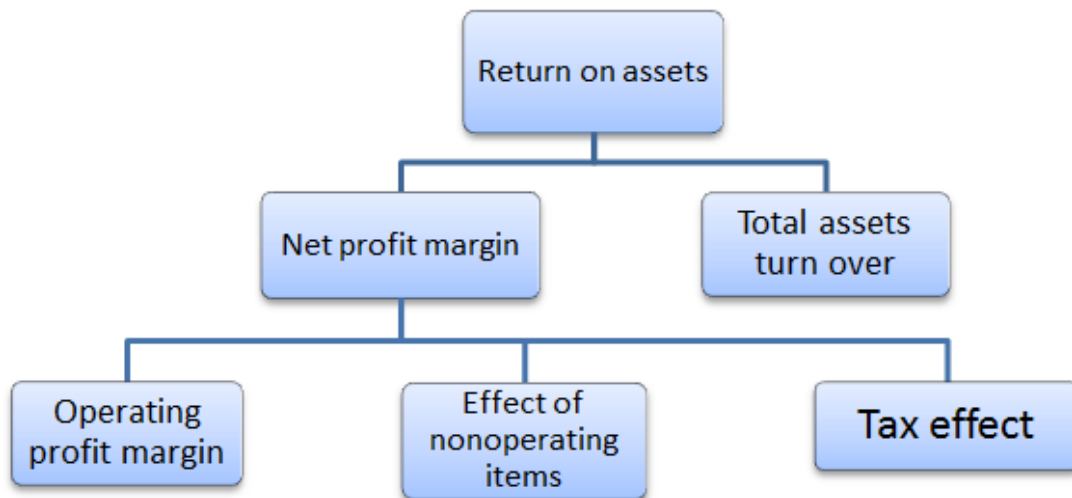 Return on assets
Net profit margin
Total assets
turn over
Operating
profit margin
Effect of
nonoperating
items
Tax effect